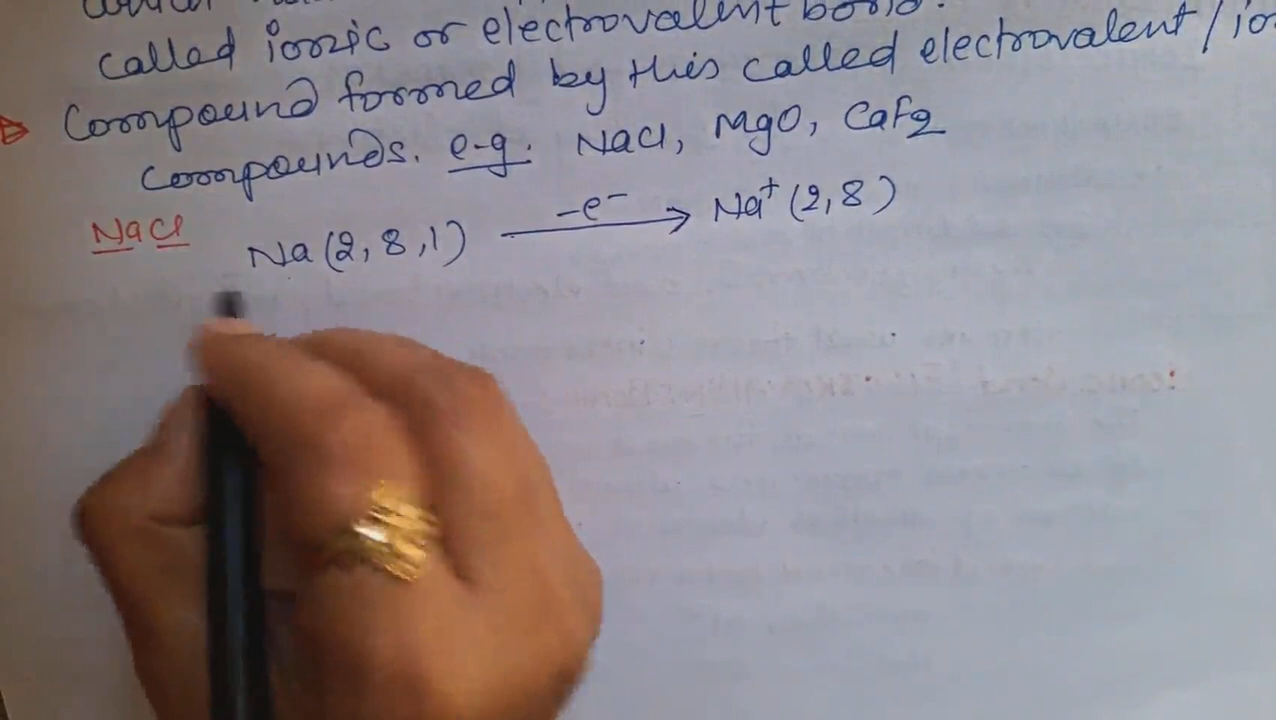 called ionic or electrovalent bond.
Compound formed by this called electrovalent/io
compounds. e.g. NaCl, MgO, CaF2
NaCl Na (2,8,1) —e⁻→ Na⁺ (2,8)